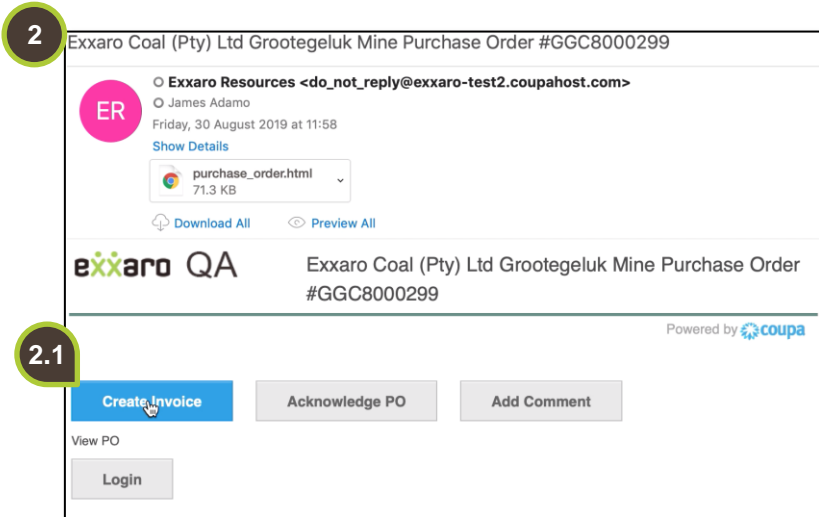 2
Exxaro Coal (Pty) Ltd Grootegeluk Mine Purchase Order #GGC8000299
ER
Exxaro Resources <do_not_reply@exxaro-test2.coupahost.com>
James Adamo
Friday, 30 August 2019 at 11:58
Show Details
purchase_order.html
71.3 KB
Download All
Preview All
exxaro QA
Exxaro Coal (Pty) Ltd Grootegeluk Mine Purchase Order
#GGC8000299
Powered by coupa
2.1
Create Invoice
Acknowledge PO
Add Comment
View PO
Login